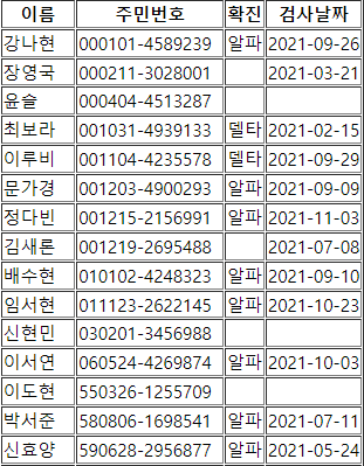 이름 주민번호 확진 검사날짜
강나현 000101-4589239 알파 2021-09-26
장영국 000211-3028001 2021-03-21
윤슬 000404-4513287
최보라 001031-4939133 델타 2021-02-15
이루비 001104-4235578 델타 2021-09-29
문가경 001203-4900293 알파 2021-09-09
정다빈 001215-2156991 알파 2021-11-03
김새론 001219-2695488 2021-07-08
배수현 010102-4248323 알파 2021-09-10
임서현 011123-2622145 알파 2021-10-23
신현민 030201-3456988
이서연 060524-4269874 알파 2021-10-03
이도현 550326-1255709
박서준 580806-1698541 알파 2021-07-11
신효양 590628-2956877 알파 2021-05-24